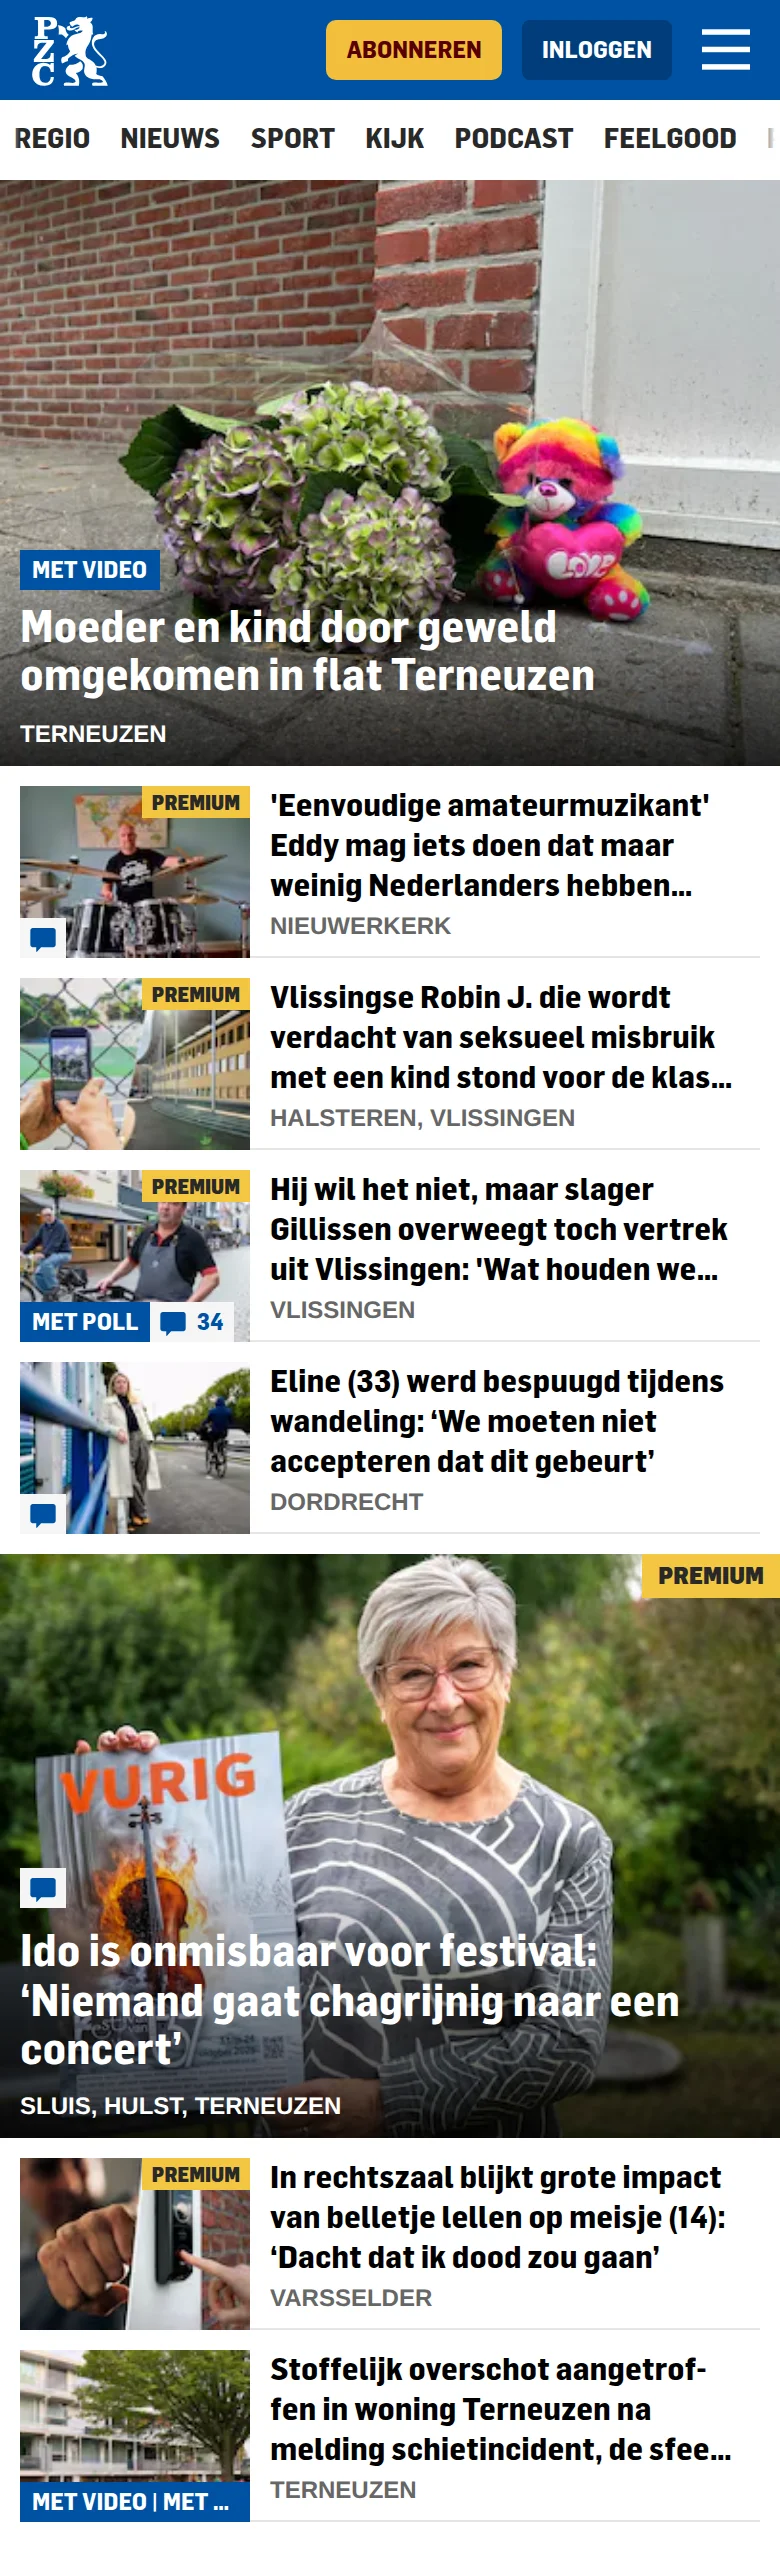 PZC
ABONNEREN
INLOGGEN
REGIO NIEUWS SPORT KIJK PODCAST FEELGOOD
LOVE
MET VIDEO
Moeder en kind door geweld
omgekomen in flat Terneuzen
TERNEUZEN
PREMIUM
'Eenvoudige amateurmuzikant'
Eddy mag iets doen dat maar
weinig Nederlanders hebben...
NIEUWERKERK
PREMIUM
Vlissingse Robin J. die wordt
verdacht van seksueel misbruik
met een kind stond voor de klas...
HALSTEREN, VLISSINGEN
PREMIUM
MET POLL
34
Hij wil het niet, maar slager
Gillissen overweegt toch vertrek
uit Vlissingen: 'Wat houden we...
VLISSINGEN
Eline (33) werd bespuugd tijdens
wandeling: ‘We moeten niet
accepteren dat dit gebeurt’
DORDRECHT
PREMIUM
VURIG
Ido is onmisbaar voor festival:
‘Niemand gaat chagrijnig naar een
concert’
SLUIS, HULST, TERNEUZEN
PREMIUM
In rechtszaal blijkt grote impact
van belletje lellen op meisje (14):
‘Dacht dat ik dood zou gaan’
VARSSELDER
MET VIDEO | MET ...
Stoffelijk overschot aangetrof-
fen in woning Terneuzen na
melding schietincident, de sfee...
TERNEUZEN